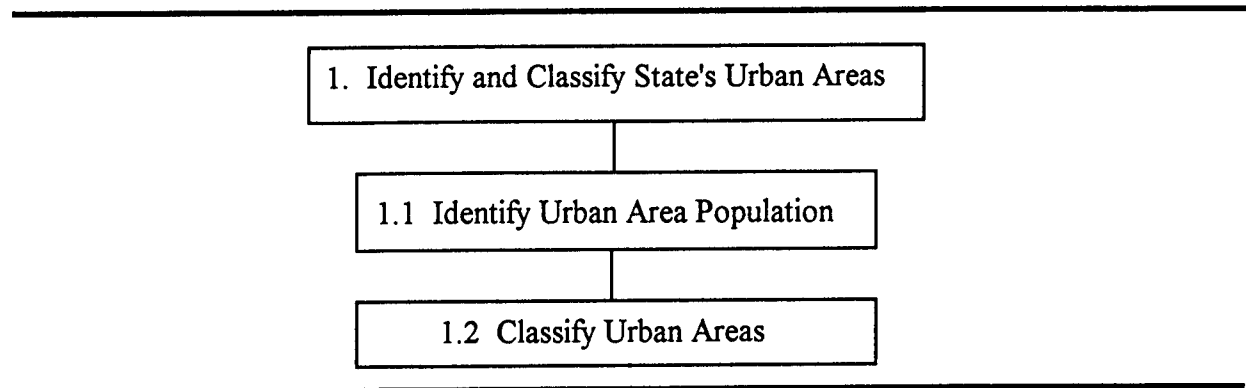 1. Identify and Classify State's Urban Areas
1.1 Identify Urban Area Population
1.2 Classify Urban Areas